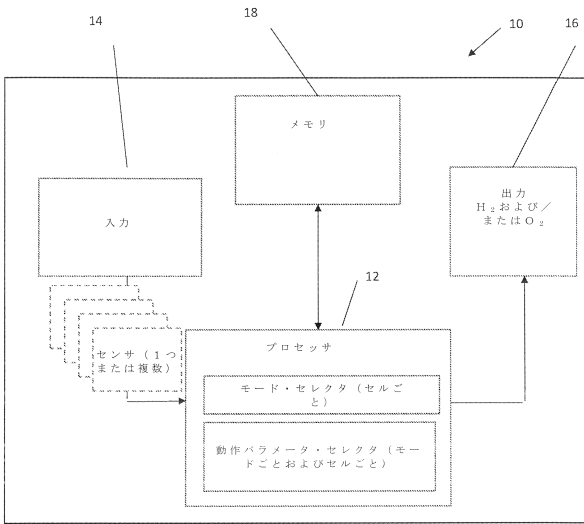 14
18
10
16
メモリ
入力
出力
H₂および／
またはO₂
12
センサ（1つ
または複数）
プロセッサ
モード・セレクタ（セルご
と）
動作パラメータ・セレクタ（モー
ドごとおよびセルごと）